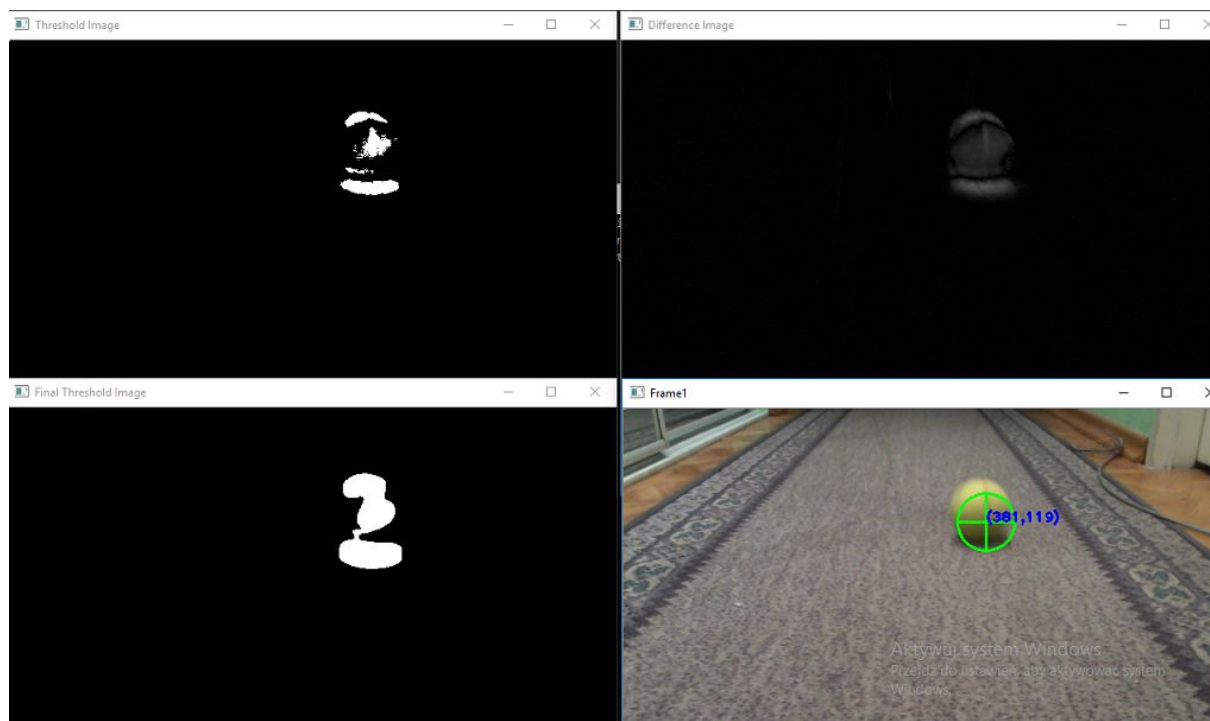 Threshold Image
Difference Image
Final Threshold Image
Frame1
(381,119)
Aktywuj system Windows
Przejdź do ustawień, aby aktywować system
Windows.